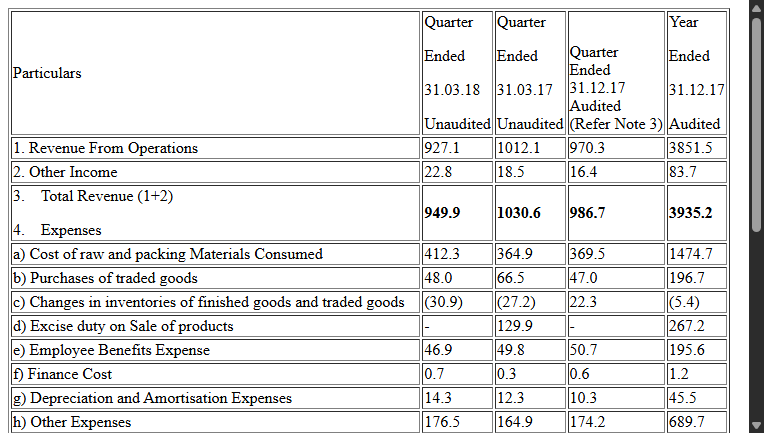 Particulars
Quarter
Ended
31.03.18
Unaudited
Quarter
Ended
31.03.17
Unaudited
Quarter
Ended
31.12.17
Audited
(Refer Note 3)
Year
Ended
31.12.17
Audited
1. Revenue From Operations 927.1 1012.1 970.3 3851.5
2. Other Income 22.8 18.5 16.4 83.7
3. Total Revenue (1+2)
4. Expenses
949.9 1030.6 986.7 3935.2
a) Cost of raw and packing Materials Consumed 412.3 364.9 369.5 1474.7
b) Purchases of traded goods 48.0 66.5 47.0 196.7
c) Changes in inventories of finished goods and traded goods (30.9) (27.2) 22.3 (5.4)
d) Excise duty on Sale of products - 129.9 - 267.2
e) Employee Benefits Expense 46.9 49.8 50.7 195.6
f) Finance Cost 0.7 0.3 0.6 1.2
g) Depreciation and Amortisation Expenses 14.3 12.3 10.3 45.5
h) Other Expenses 176.5 164.9 174.2 689.7